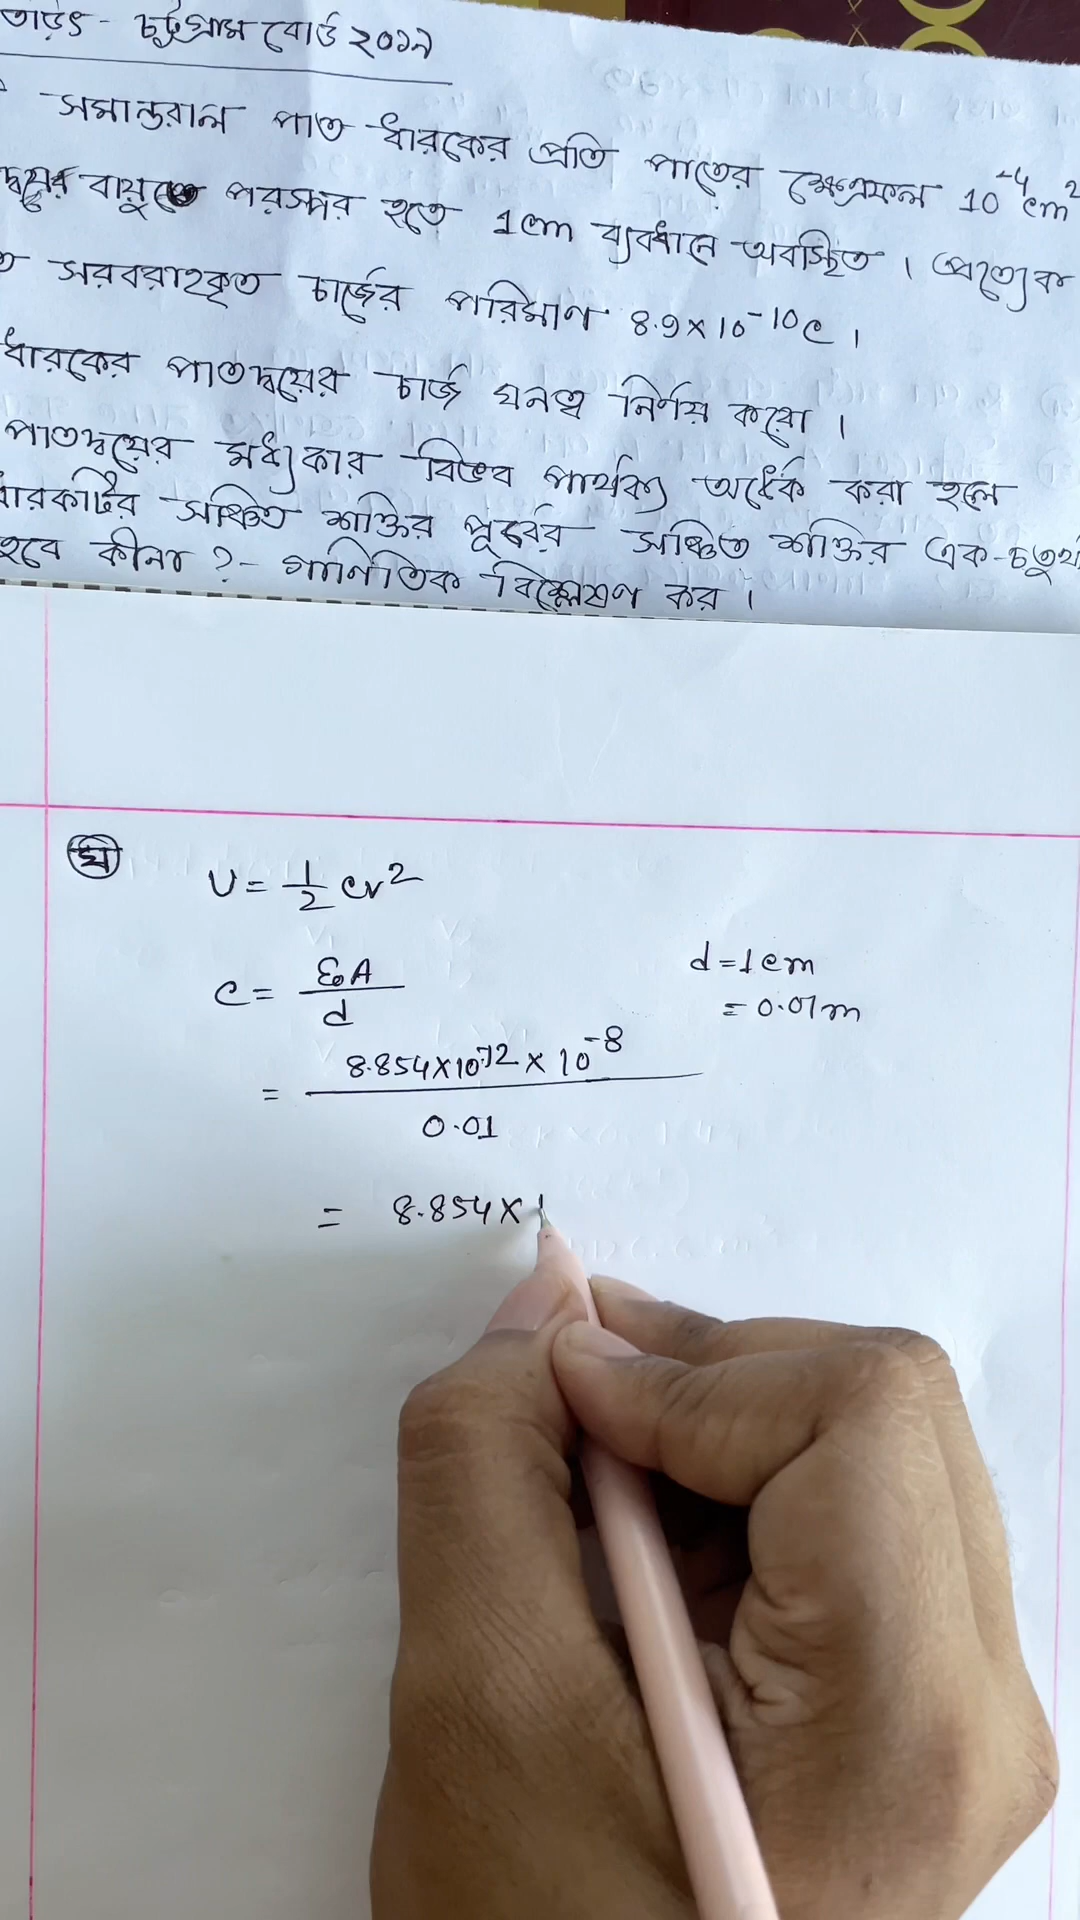 তড়িৎ - চট্টগ্রাম বোর্ড ২০১৭
সমান্তরাল পাত ধারকের প্রতি পাতের ক্ষেত্রফল 10⁻⁴cm²
বায়ুতে পরস্পর হতে 1cm ব্যবধানে অবস্থিত। প্রত্যেক
সরবরাহকৃত চার্জের পরিমাণ 8.9×10⁻¹⁰C।
ধারকের পাতদ্বয়ের চার্জ ঘনত্ব নির্ণয় করো।
পাতদ্বয়ের মধ্যকার বিভব পার্থক্য অর্ধেক করা হলে
ধারকটির সঞ্চিত শক্তির পূর্বের সঞ্চিত শক্তির এক-চতুর্থ
হবে কীনা ?- গাণিতিক বিশ্লেষণ কর।
ঘ U = 1/2 cv²
c = ε₀A / d
d = 1cm
= 0.01m
= 8.854×10⁻¹² × 10⁻⁸ / 0.01
= 8.854×1